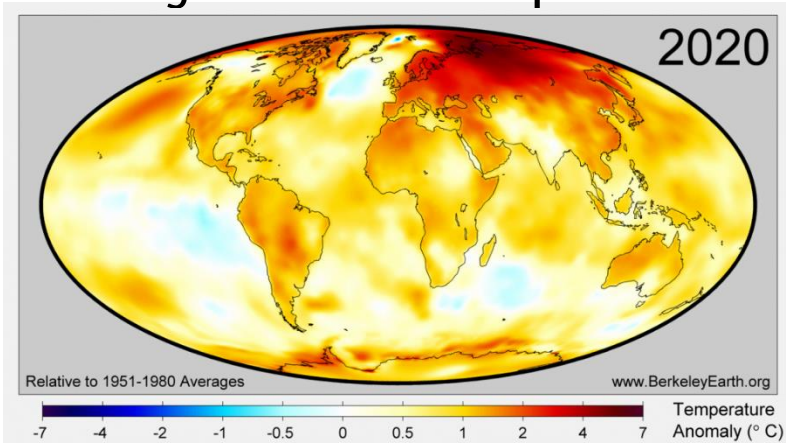 2020
Relative to 1951-1980 Averages
www.BerkeleyEarth.org
-7 -4 -2 -1 -0.5 0 0.5 1 2 4 7
Temperature
Anomaly (° C)